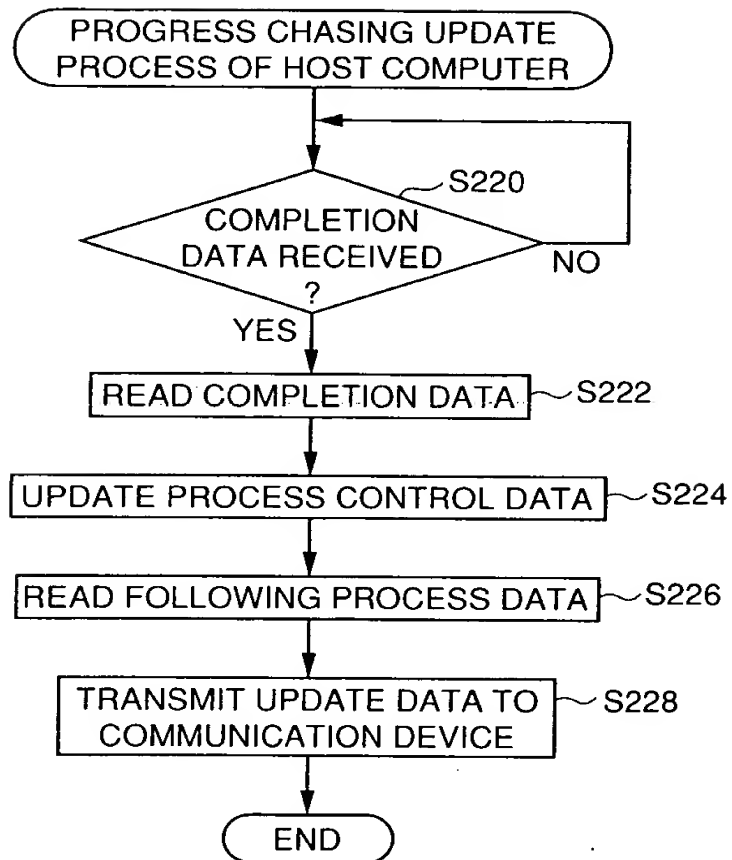 PROGRESS CHASING UPDATE
PROCESS OF HOST COMPUTER
S220
COMPLETION
DATA RECEIVED
?
NO
YES
READ COMPLETION DATA
S222
UPDATE PROCESS CONTROL DATA
S224
READ FOLLOWING PROCESS DATA
S226
TRANSMIT UPDATE DATA TO
COMMUNICATION DEVICE
S228
END